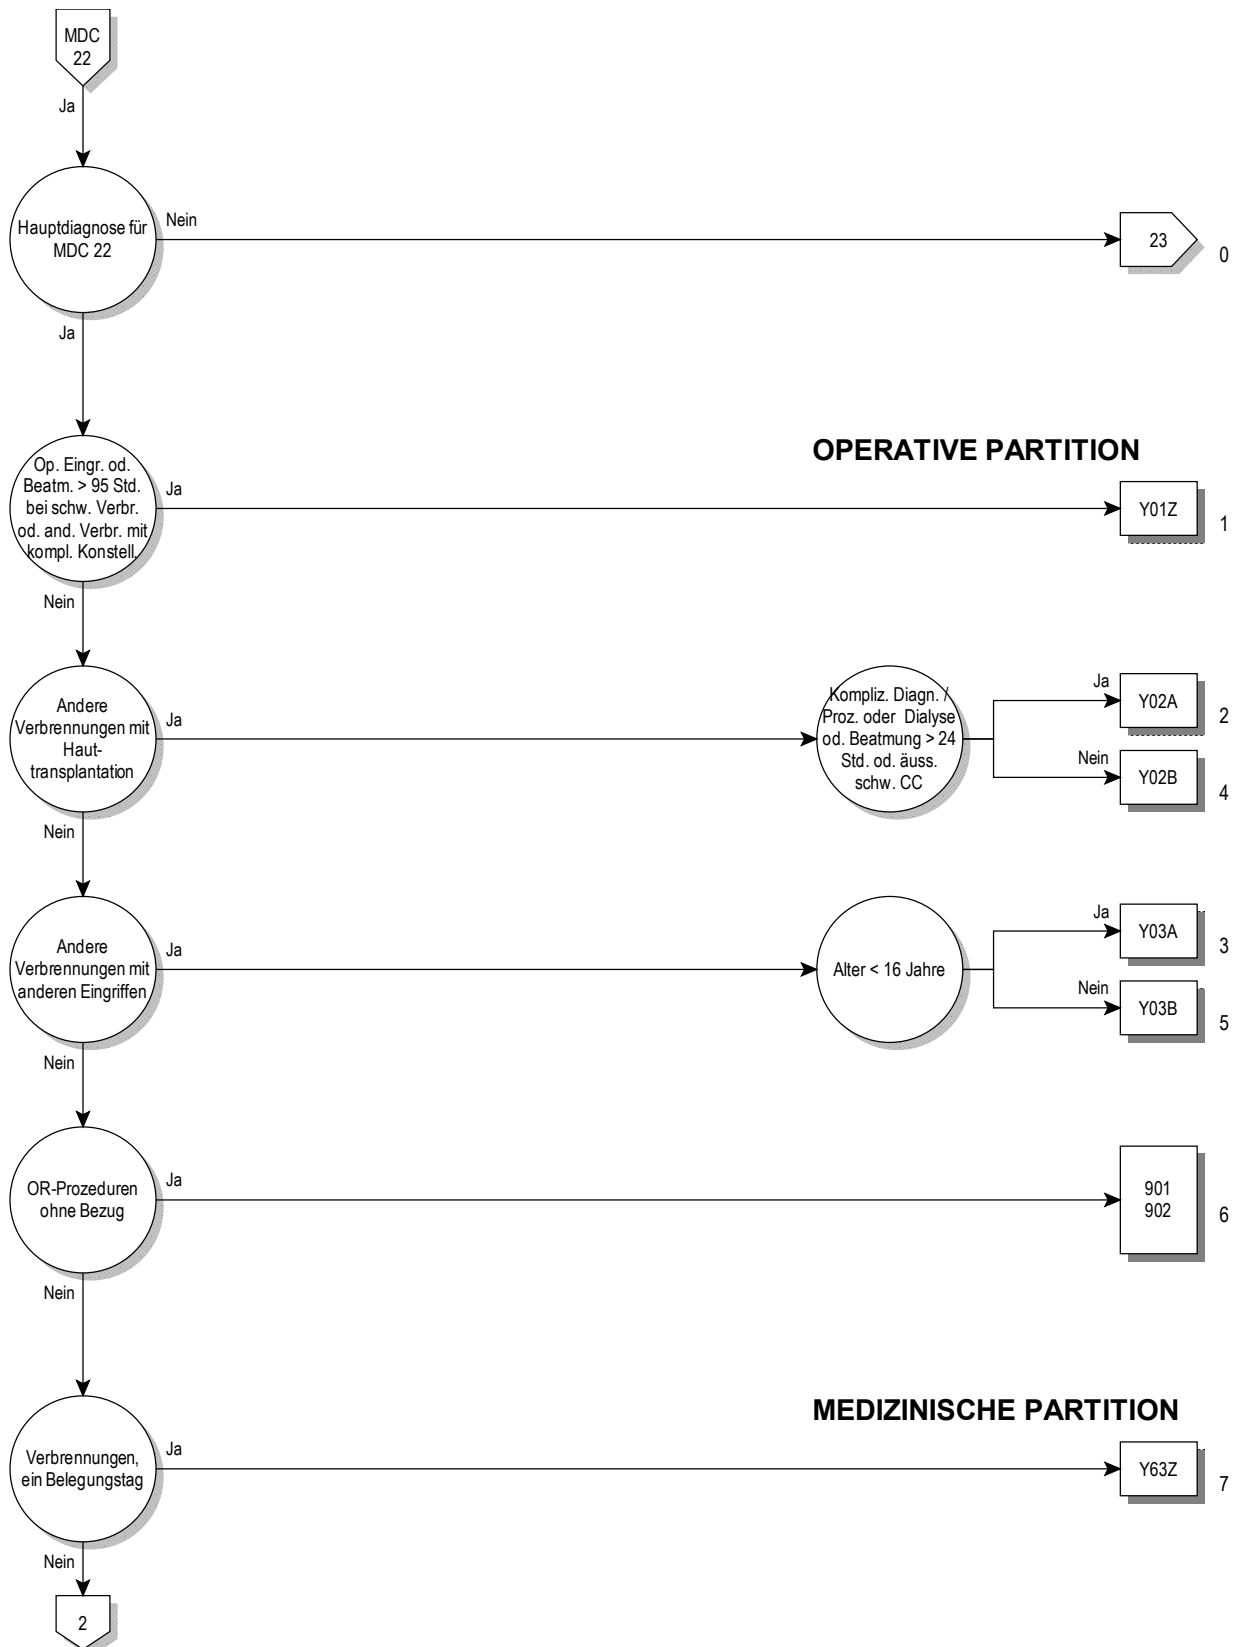 MDC
22
Ja
Hauptdiagnose für
MDC 22
Nein
23
0
Ja
OPERATIVE PARTITION
Op. Eingr. od.
Beatm. > 95 Std.
bei schw. Verbr.
od. and. Verbr. mit
kompl. Konstell.
Ja
Y01Z
1
Nein
Andere
Verbrennungen mit
Haut-
transplantation
Ja
Kompliz. Diagn. /
Proz. oder Dialyse
od. Beatmung > 24
Std. od. äuss.
schw. CC
Ja
Y02A
2
Nein
Y02B
4
Nein
Andere
Verbrennungen mit
anderen Eingriffen
Ja
Alter < 16 Jahre
Ja
Y03A
3
Nein
Y03B
5
Nein
OR-Prozeduren
ohne Bezug
Ja
901
902
6
Nein
MEDIZINISCHE PARTITION
Verbrennungen,
ein Belegungstag
Ja
Y63Z
7
Nein
2